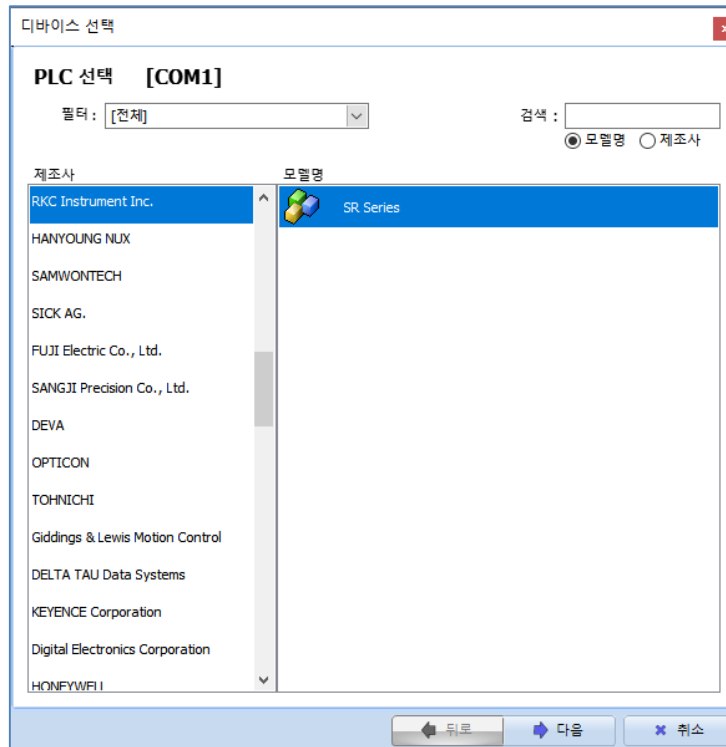 디바이스 선택
PLC 선택 [COM1]
필터 : [전체]
검색 :
모델명 제조사
제조사
모델명
RKC Instrument Inc.
HANYOUNG NUX
SAMWONTECH
SICK AG.
FUJI Electric Co., Ltd.
SANGJI Precision Co., Ltd.
DEVA
OPTICON
TOHNICHI
Giddings & Lewis Motion Control
DELTA TAU Data Systems
KEYENCE Corporation
Digital Electronics Corporation
HONEYWELL
SR Series
뒤로
다음
취소